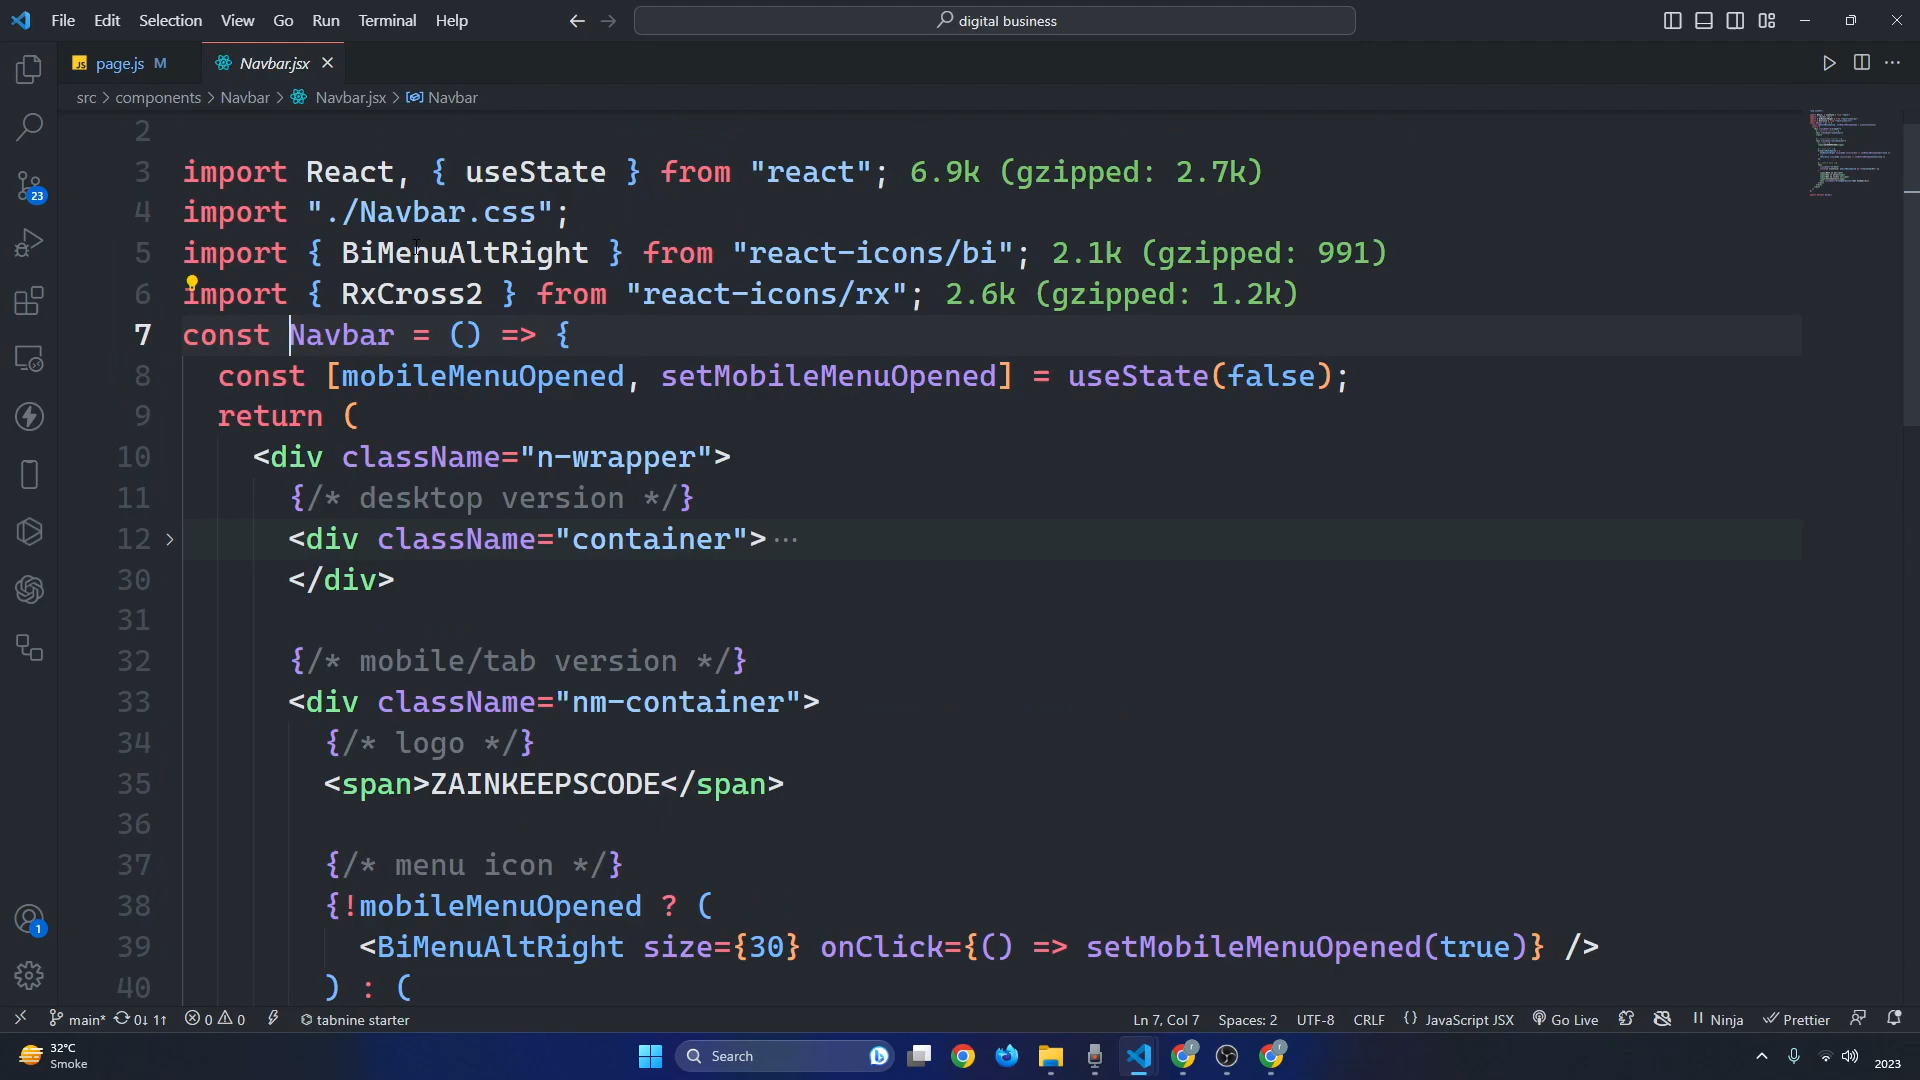 File Edit Selection View Go Run Terminal Help
digital business
JS page.js M
Navbar.jsx
src > components > Navbar > Navbar.jsx > Navbar
2
3 import React, { useState } from "react"; 6.9k (gzipped: 2.7k)
4 import "./Navbar.css";
5 import { BiMenuAltRight } from "react-icons/bi"; 2.1k (gzipped: 991)
6 import { RxCross2 } from "react-icons/rx"; 2.6k (gzipped: 1.2k)
7 const Navbar = () => {
8 const [mobileMenuOpened, setMobileMenuOpened] = useState(false);
9 return (
10 <div className="n-wrapper">
11 {/* desktop version */}
12 <div className="container">···
30 </div>
31
32 {/* mobile/tab version */}
33 <div className="nm-container">
34 {/* logo */}
35 <span>ZAINKEEPSCODE</span>
36
37 {/* menu icon */}
38 {!mobileMenuOpened ? (
39 <BiMenuAltRight size={30} onClick={() => setMobileMenuOpened(true)} />
40 ) : (
23
1
main* 0↓ 1↑ 0 0 tabnine starter
Ln 7, Col 7 Spaces: 2 UTF-8 CRLF {} JavaScript JSX Go Live Ninja Prettier
32°C
Smoke
Search
2023